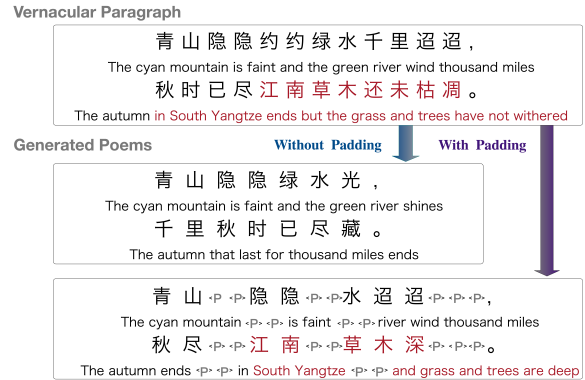 Vernacular Paragraph
青山隐隐约约绿水千里迢迢,
The cyan mountain is faint and the green river wind thousand miles
秋时已尽江南草木还未枯凋。
The autumn in South Yangtze ends but the grass and trees have not withered
Generated Poems
Without Padding
With Padding
青山隐隐绿水光,
The cyan mountain is faint and the green river shines
千里秋时已尽藏。
The autumn that last for thousand miles ends
青山<P><P>隐隐<P><P>水迢迢<P><P><P>,
The cyan mountain <P> <P> is faint <P> <P> river wind thousand miles
秋尽<P><P>江南<P><P>草木深<P><P><P>。
The autumn ends <P> <P> in South Yangtze <P> <P> and grass and trees are deep